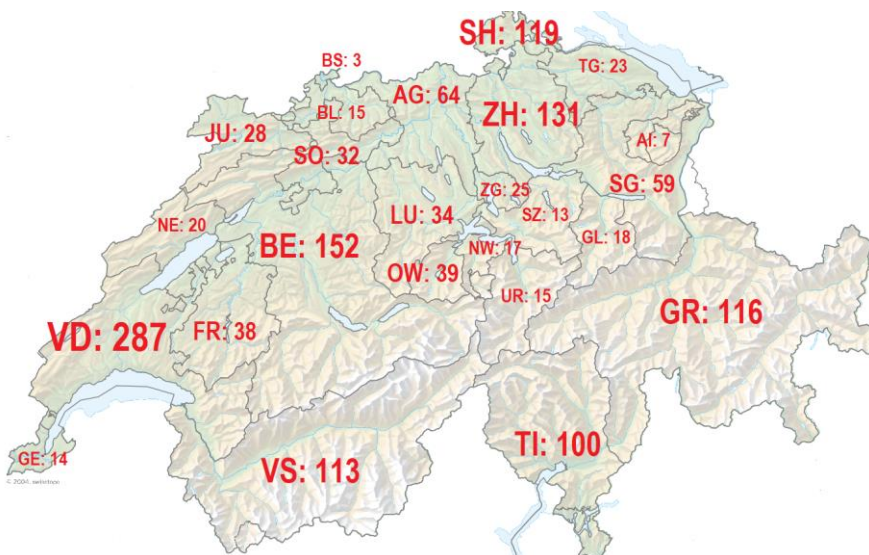 SH: 119
BS: 3
TG: 23
AG: 64
BL: 15
ZH: 131
JU: 28
AI: 7
SO: 32
ZG: 25
SG: 59
LU: 34
SZ: 13
NE: 20
BE: 152
NW: 17
GL: 18
OW: 39
UR: 15
GR: 116
VD: 287
FR: 38
TI: 100
GE: 14
VS: 113
© 2004, swisstopo